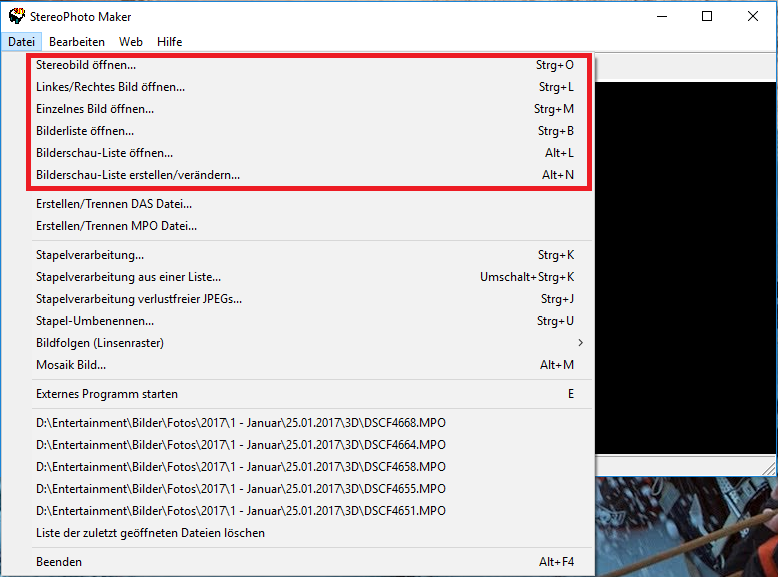 StereoPhoto Maker
Datei Bearbeiten Web Hilfe
Stereobild öffnen... Strg+O
Linkes/Rechtes Bild öffnen... Strg+L
Einzelnes Bild öffnen... Strg+M
Bilderliste öffnen... Strg+B
Bilderschau-Liste öffnen... Alt+L
Bilderschau-Liste erstellen/verändern... Alt+N
Erstellen/Trennen DAS Datei...
Erstellen/Trennen MPO Datei...
Stapelverarbeitung... Strg+K
Stapelverarbeitung aus einer Liste... Umschalt+Strg+K
Stapelverarbeitung verlustfreier JPEGs... Strg+J
Stapel-Umbenennen... Strg+U
Bildfolgen (Linsenraster)
Mosaik Bild... Alt+M
Externes Programm starten E
D:\Entertainment\Bilder\Fotos\2017\1 - Januar\25.01.2017\3D\DSCF4668.MPO
D:\Entertainment\Bilder\Fotos\2017\1 - Januar\25.01.2017\3D\DSCF4664.MPO
D:\Entertainment\Bilder\Fotos\2017\1 - Januar\25.01.2017\3D\DSCF4658.MPO
D:\Entertainment\Bilder\Fotos\2017\1 - Januar\25.01.2017\3D\DSCF4655.MPO
D:\Entertainment\Bilder\Fotos\2017\1 - Januar\25.01.2017\3D\DSCF4651.MPO
Liste der zuletzt geöffneten Dateien löschen
Beenden Alt+F4